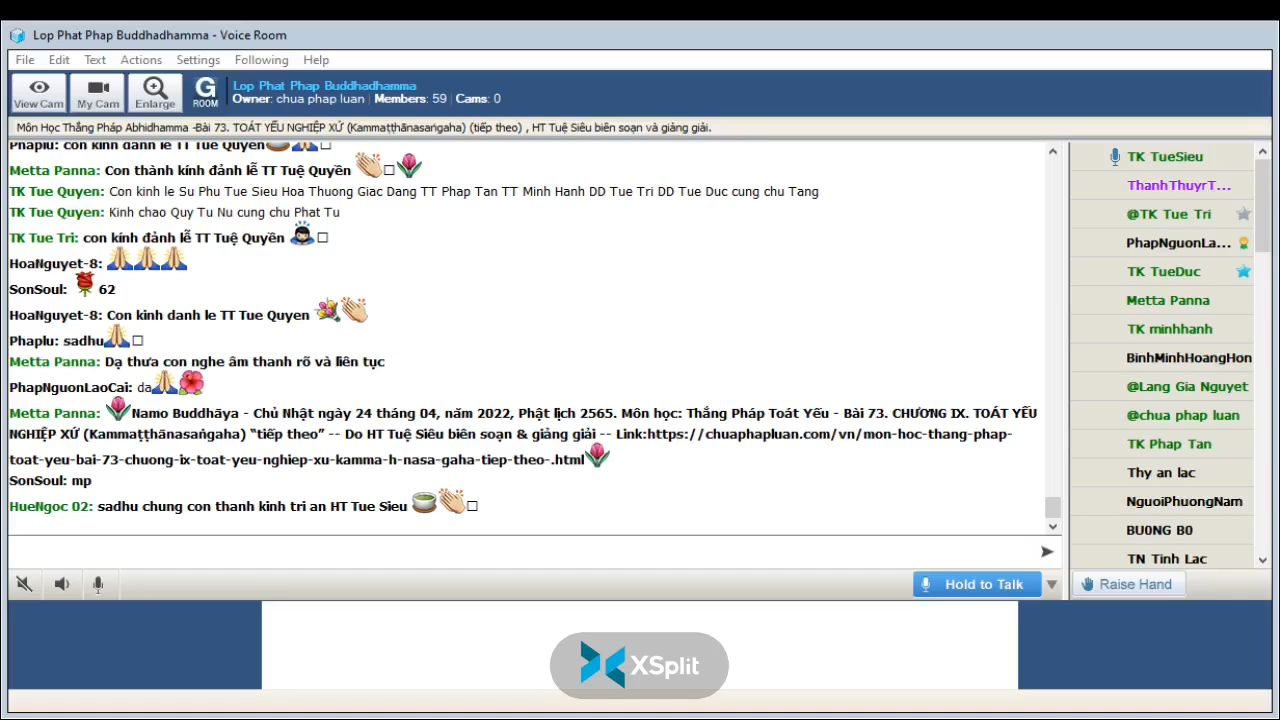 Lop Phat Phap Buddhadhamma - Voice Room
File Edit Text Actions Settings Following Help
View Cam My Cam Enlarge G ROOM
Lop Phat Phap Buddhadhamma
Owner: chua phap luan | Members: 59 | Cams: 0
Môn Học Thắng Pháp Abhidhamma -Bài 73. TOÁT YẾU NGHIỆP XỨ (Kammaṭṭhānasaṅgaha) (tiếp theo) , HT Tuệ Siêu biên soạn và giảng giải.
Phaplu: con kính đảnh lễ TT Tuệ Quyền
Metta Panna: Con thành kính đảnh lễ TT Tuệ Quyền
TK Tue Quyen: Con kinh le Su Phu Tue Sieu Hoa Thuong Giac Dang TT Phap Tan TT Minh Hanh DD Tue Tri DD Tue Duc cung chu Tang
TK Tue Quyen: Kinh chao Quy Tu Nu cung chu Phat Tu
TK Tue Tri: con kính đảnh lễ TT Tuệ Quyền
HoaNguyet-8:
SonSoul: 62
HoaNguyet-8: Con kinh danh le TT Tue Quyen
Phaplu: sadhu
Metta Panna: Dạ thưa con nghe âm thanh rõ và liên tục
PhapNguonLaoCai: da
Metta Panna: Namo Buddhāya - Chủ Nhật ngày 24 tháng 04, năm 2022, Phật lịch 2565. Môn học: Thắng Pháp Toát Yếu - Bài 73. CHƯƠNG IX. TOÁT YẾU
NGHIỆP XỨ (Kammaṭṭhānasaṅgaha) “tiếp theo” -- Do HT Tuệ Siêu biên soạn & giảng giải -- Link:https://chuaphapluan.com/vn/mon-hoc-thang-phap-
toat-yeu-bai-73-chuong-ix-toat-yeu-nghiep-xu-kamma-h-nasa-gaha-tiep-theo-.html
SonSoul: mp
HueNgoc 02: sadhu chung con thanh kinh tri an HT Tue Sieu
Hold to Talk
TK TueSieu
ThanhThuyrT...
@TK Tue Tri
PhapNguonLa...
TK TueDuc
Metta Panna
TK minhhanh
BinhMinhHoangHon
@Lang Gia Nguyet
@chua phap luan
TK Phap Tan
Thy an lac
NguoiPhuongNam
BU0NG B0
TN Tinh Lac
Raise Hand
XSplit